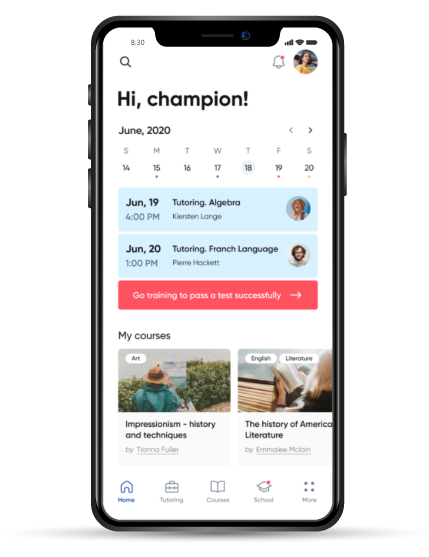 8:30
Hi, champion!
June, 2020
S M T W T F S
14 15 16 17 18 19 20
Jun, 19 Tutoring. Algebra
4:00 PM Kiersten Lange
Jun, 20 Tutoring. Franch Language
1:00 PM Pierre Hackett
Go training to pass a test successfully
My courses
Art
Impressionism - history
and techniques
by Tianna Fuller
English Literature
The history of America
Literature
by Emmalee Mclain
Home Tutoring Courses School More